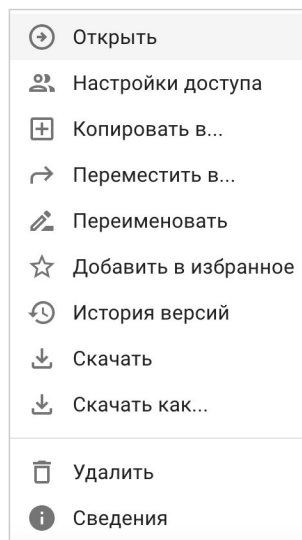 Открыть
Настройки доступа
Копировать в...
Переместить в...
Переименовать
Добавить в избранное
История версий
Скачать
Скачать как...
Удалить
Сведения